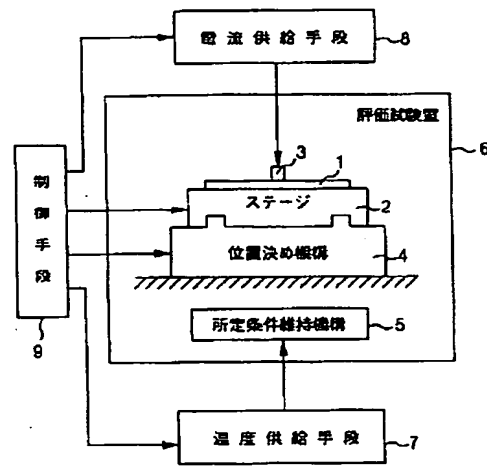 電流供給手段
8
評価試験室
6
3
1
ステージ
2
制御手段
9
位置決め機構
4
所定条件維持機構
5
温度供給手段
7